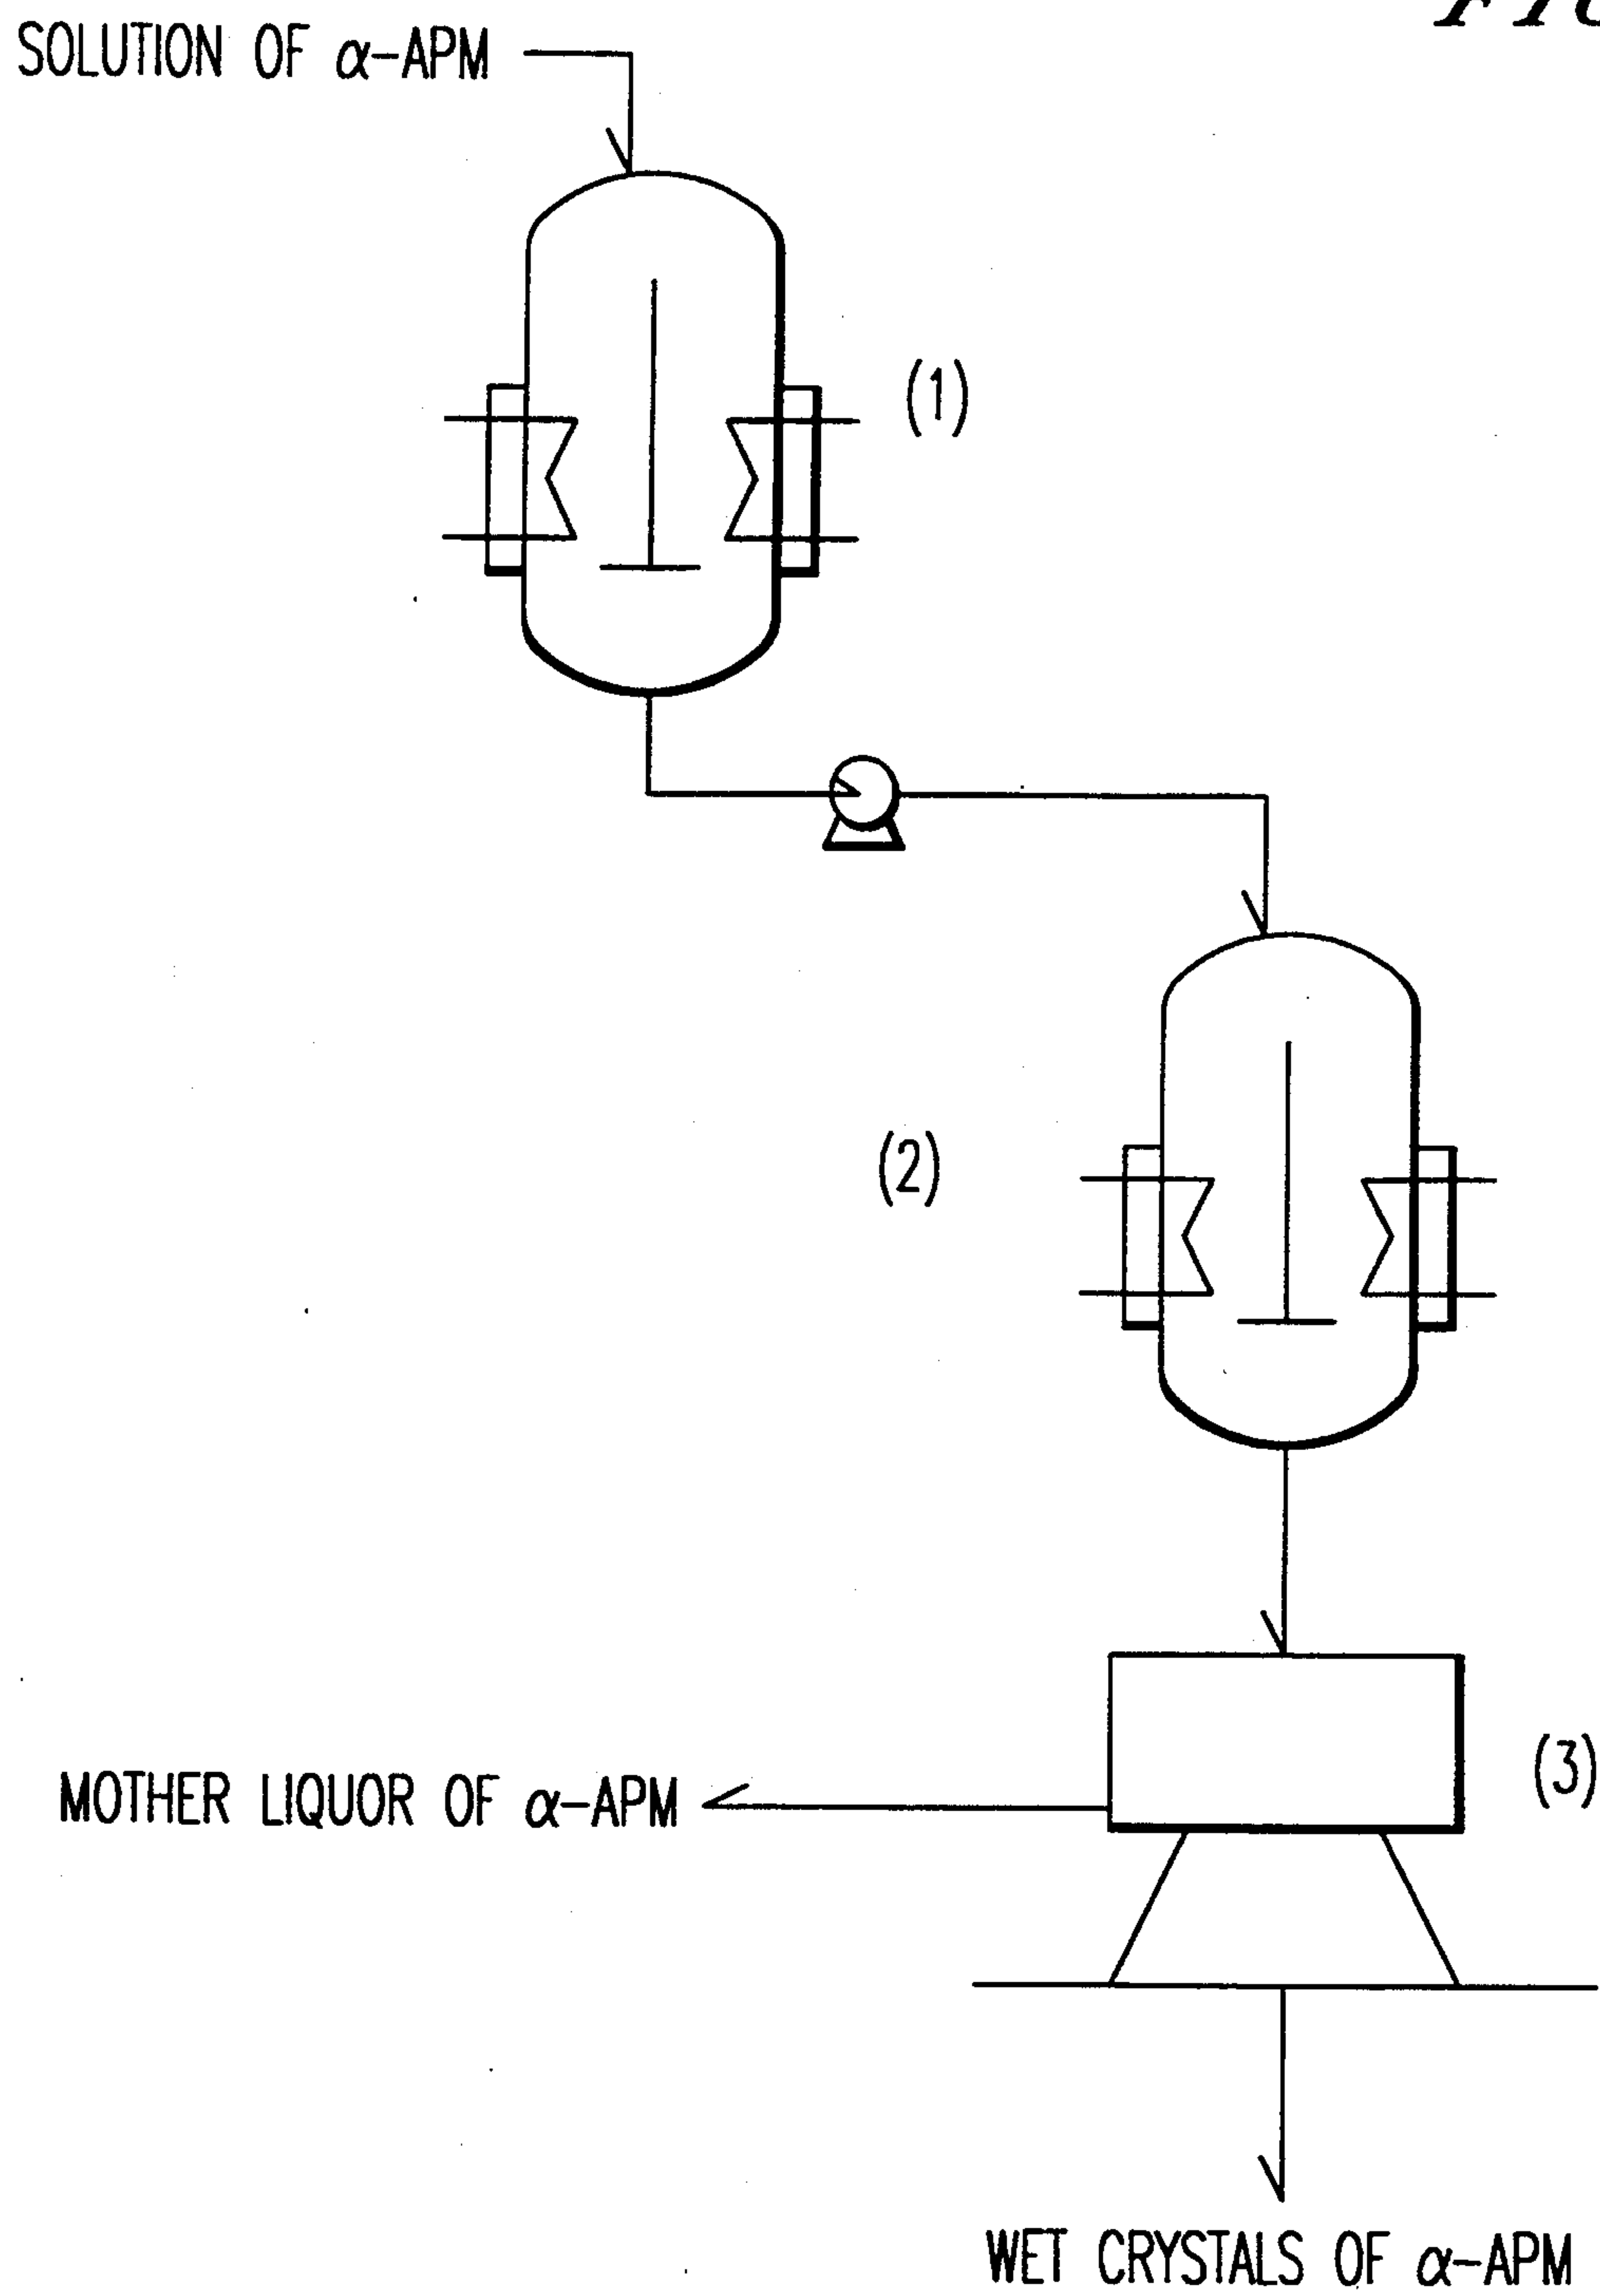 SOLUTION OF α-APM
(1)
(2)
(3)
MOTHER LIQUOR OF α-APM
WET CRYSTALS OF α-APM